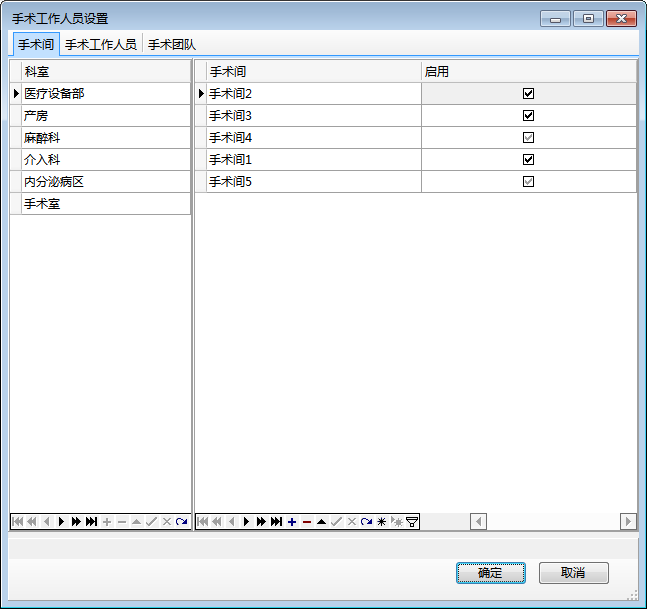 手术工作人员设置
手术间 手术工作人员 手术团队
科室
医疗设备部
产房
麻醉科
介入科
内分泌病区
手术室
手术间 启用
手术间2
手术间3
手术间4
手术间1
手术间5
确定 取消